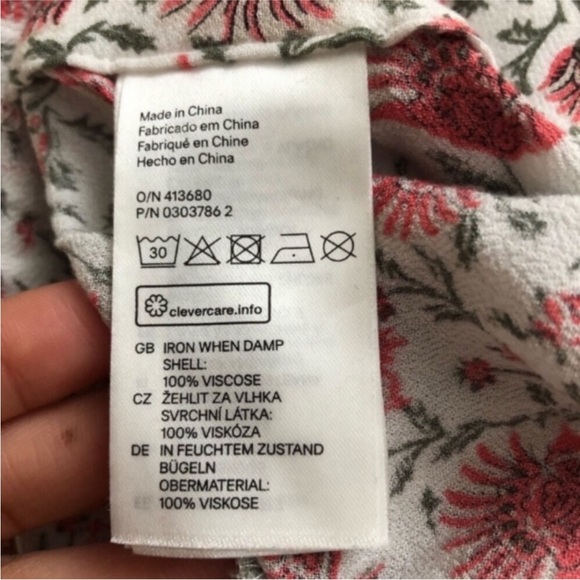 Made in China
Fabricado em China
Fabriqué en Chine
Hecho en China
O/N 413680
P/N 0303786 2
30
clevercare.info
GB IRON WHEN DAMP
SHELL:
100% VISCOSE
CZ ŽEHLIT ZA VLHKA
SVRCHNÍ LÁTKA:
100% VISKÓZA
DE IN FEUCHTEM ZUSTAND
BÜGELN
OBERMATERIAL:
100% VISKOSE